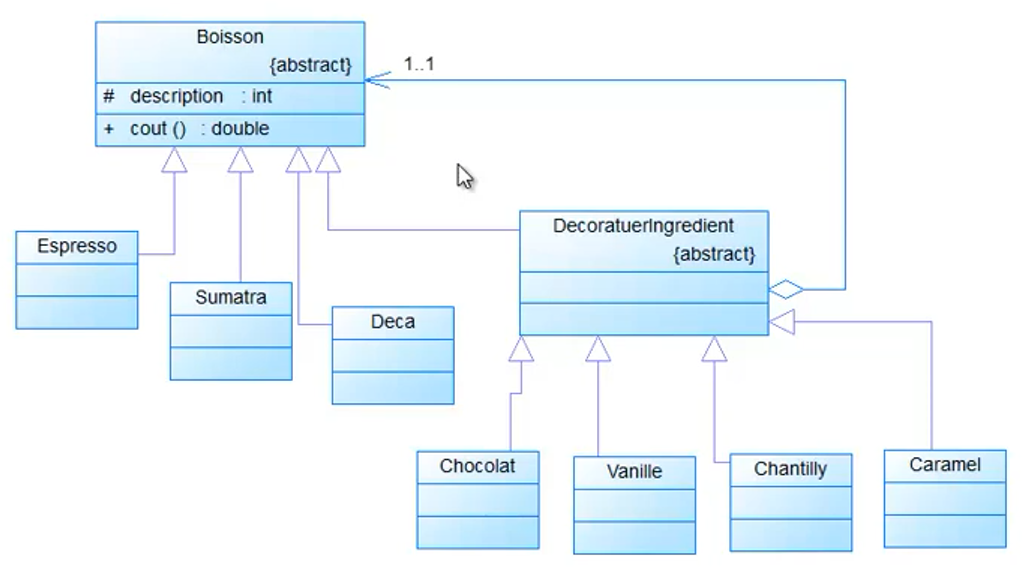 Boisson
{abstract}
1..1
# description : int
+ cout () : double
DecoratuerIngredient
{abstract}
Espresso
Sumatra
Deca
Chocolat
Vanille
Chantilly
Caramel